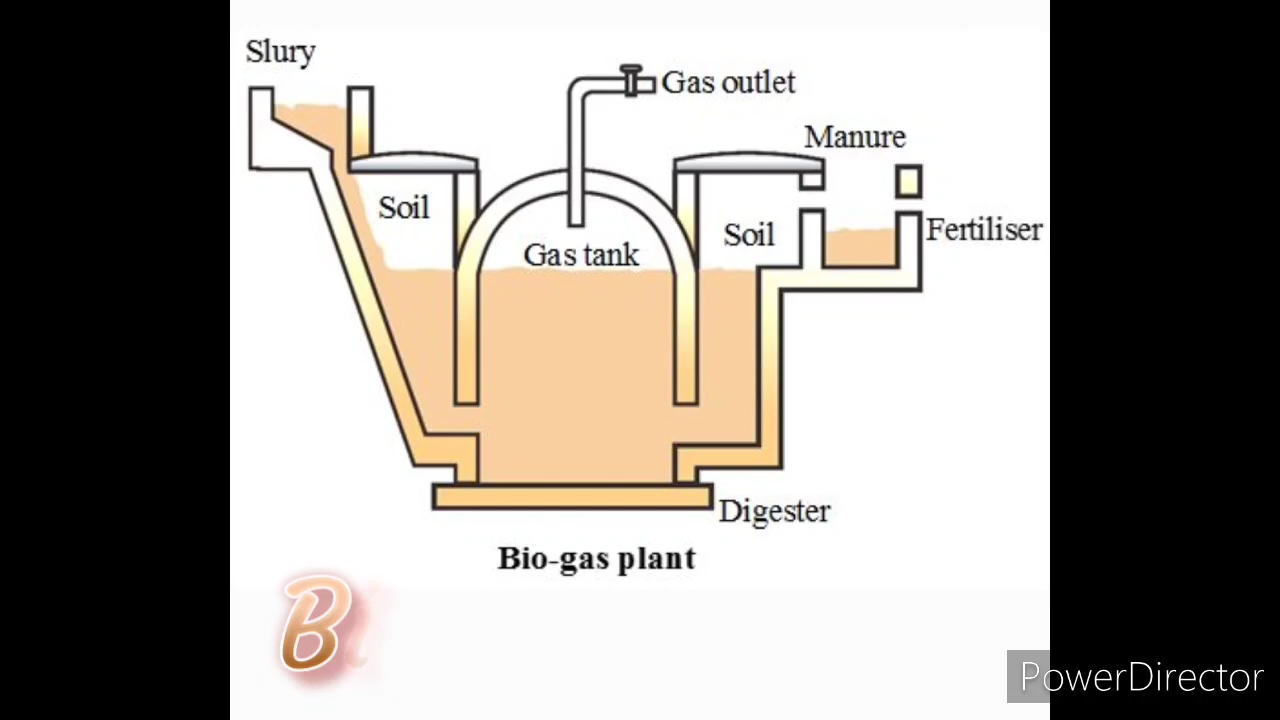 Slury
Gas outlet
Manure
Soil
Soil
Fertiliser
Gas tank
Digester
Bio-gas plant
B
PowerDirector